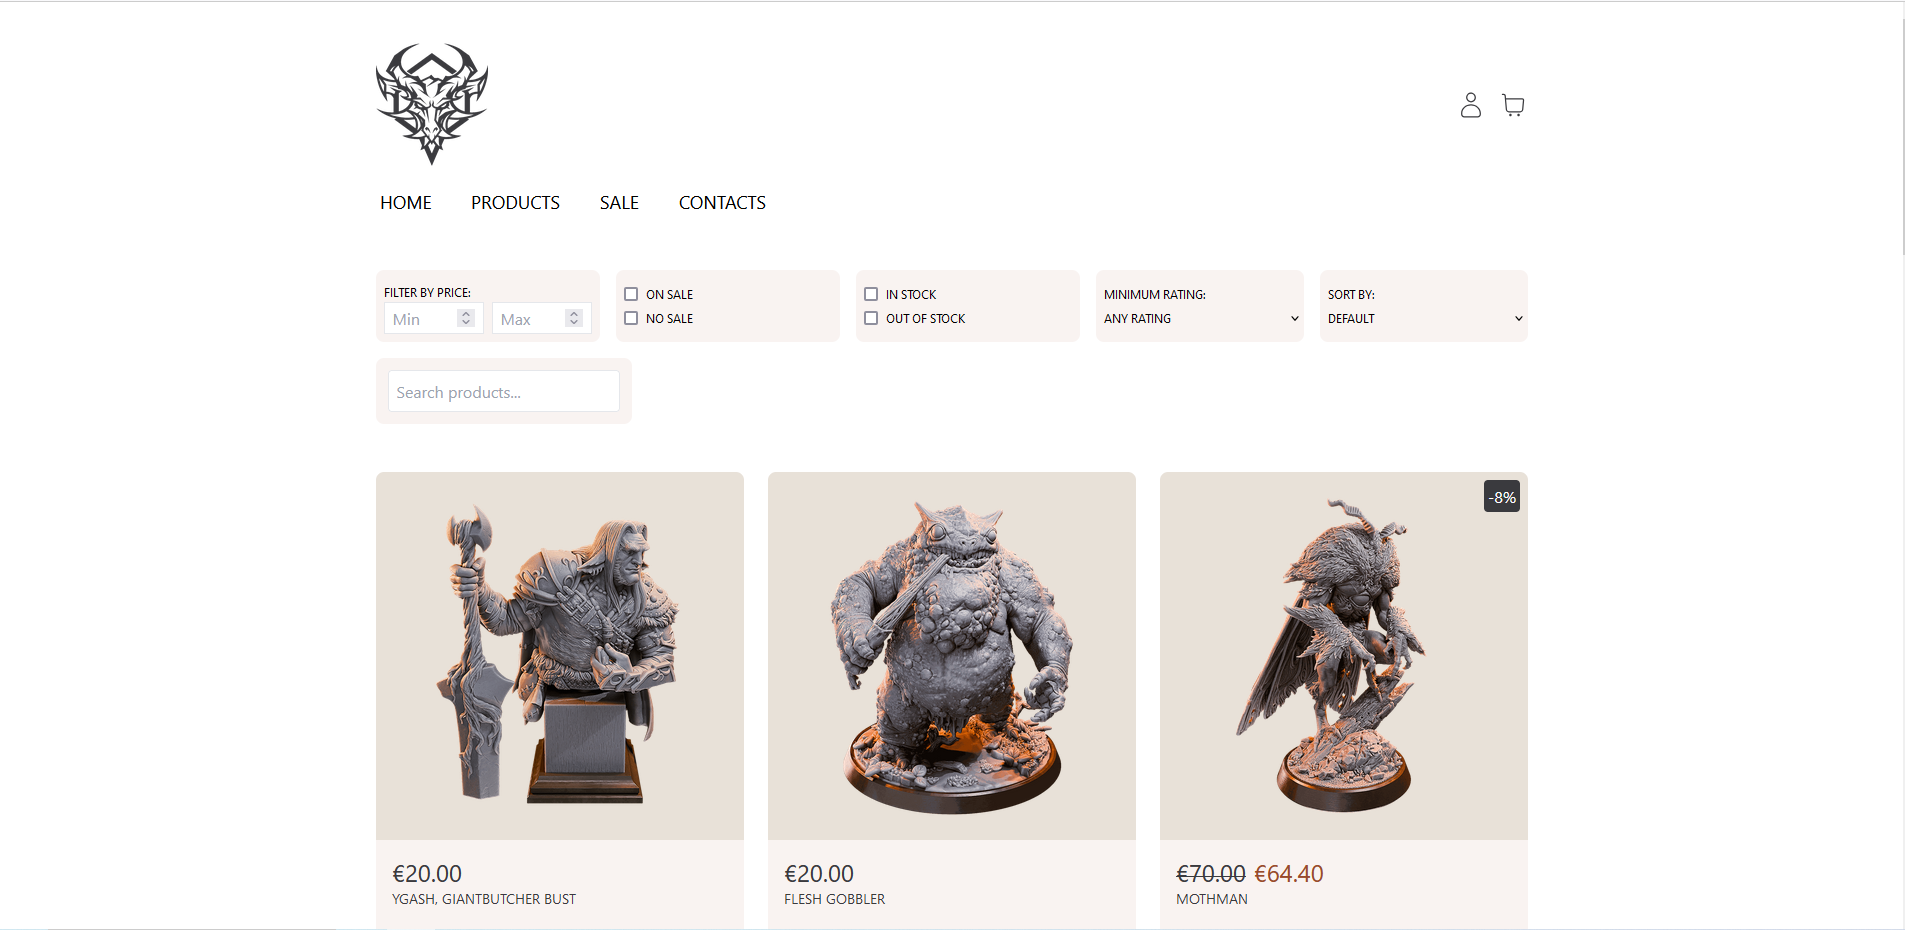 HOME PRODUCTS SALE CONTACTS
FILTER BY PRICE:
Min Max
ON SALE
NO SALE
IN STOCK
OUT OF STOCK
MINIMUM RATING:
ANY RATING
SORT BY:
DEFAULT
Search products...
-8%
€20.00
YGASH, GIANTBUTCHER BUST
€20.00
FLESH GOBBLER
€70.00 €64.40
MOTHMAN